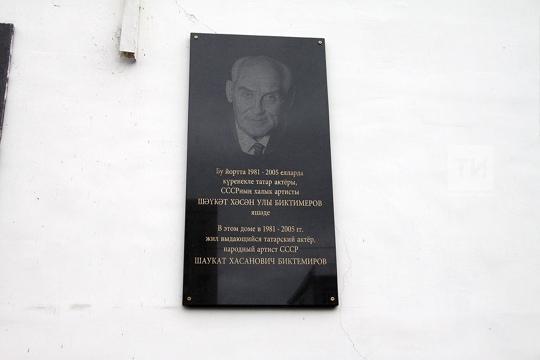 Бу йортта 1981 - 2005 елларда
күренекле татар актёры,
СССРның халык артисты
ШӘҮКӘТ ХӘСӘН УЛЫ БИКТИМЕРОВ
яшәде
В этом доме в 1981 - 2005 гг.
жил выдающийся татарский актёр,
народный артист СССР
ШАУКАТ ХАСАНОВИЧ БИКТЕМИРОВ